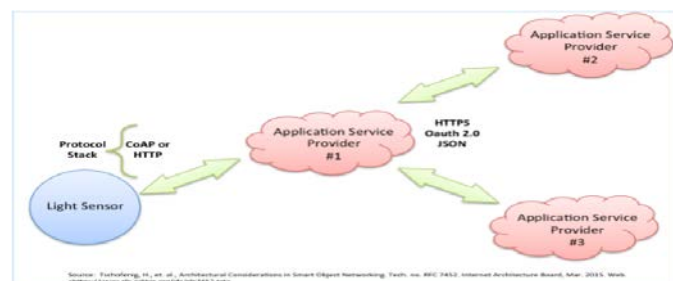 Application Service
Provider
#2
Protocol
Stack
CoAP or
HTTP
Application Service
Provider
#1
HTTPS
Oauth 2.0
JSON
Light Sensor
Application Service
Provider
#3
Source: Tschofenig, H., et. al., Architectural Considerations in Smart Object Networking. Tech. no. RFC 7452. Internet Architecture Board, Mar. 2015. Web.